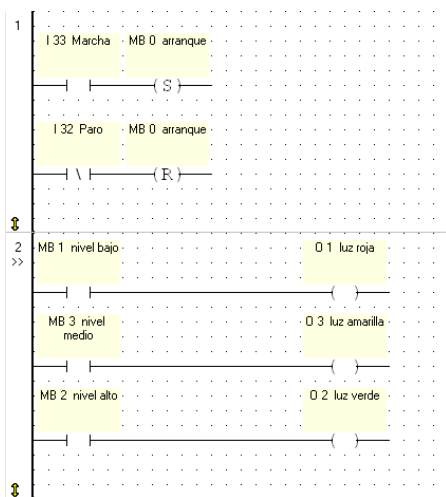 1
I 33 Marcha MB 0 arranque
( S )
I 32 Paro MB 0 arranque
\ ( R )
2 MB 1 nivel bajo O 1 luz roja
>>
( )
MB 3 nivel O 3 luz amarilla
medio
( )
MB 2 nivel alto O 2 luz verde
( )